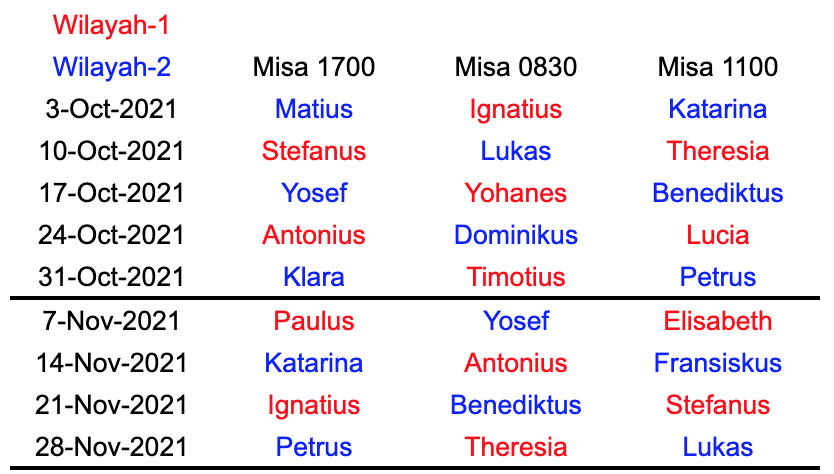 Wilayah-1
Wilayah-2 Misa 1700 Misa 0830 Misa 1100
3-Oct-2021 Matius Ignatius Katarina
10-Oct-2021 Stefanus Lukas Theresia
17-Oct-2021 Yosef Yohanes Benediktus
24-Oct-2021 Antonius Dominikus Lucia
31-Oct-2021 Klara Timotius Petrus
7-Nov-2021 Paulus Yosef Elisabeth
14-Nov-2021 Katarina Antonius Fransiskus
21-Nov-2021 Ignatius Benediktus Stefanus
28-Nov-2021 Petrus Theresia Lukas